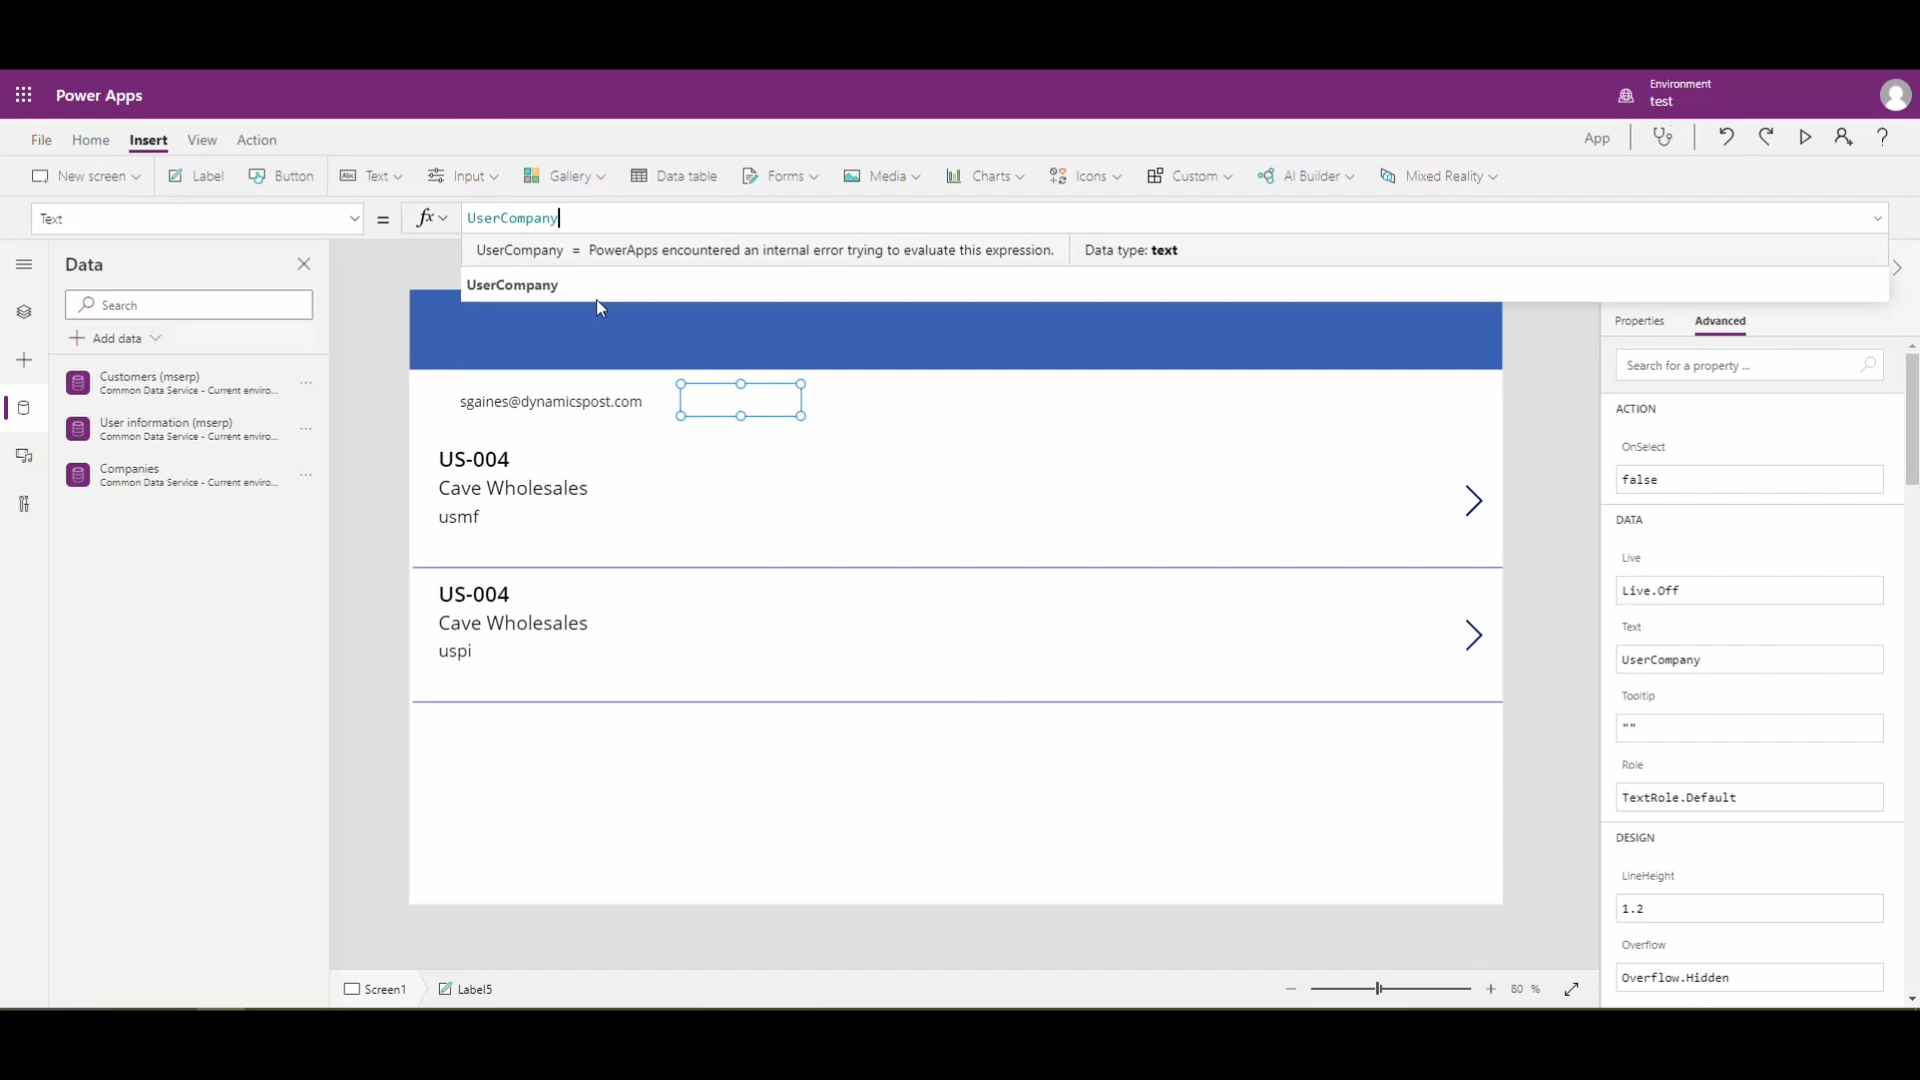 Power Apps
Environment
test
File Home Insert View Action
App
New screen Label Button Text Input Gallery Data table Forms Media Charts Icons Custom AI Builder Mixed Reality
Text = fx UserCompany
UserCompany = PowerApps encountered an internal error trying to evaluate this expression. Data type: text
UserCompany
Data
Search
Add data
Customers (mserp)
Common Data Service - Current enviro...
User information (mserp)
Common Data Service - Current enviro...
Companies
Common Data Service - Current enviro...
sgaines@dynamicspost.com
US-004
Cave Wholesales
usmf
US-004
Cave Wholesales
uspi
Properties Advanced
Search for a property ...
ACTION
OnSelect
false
DATA
Live
Live.Off
Text
UserCompany
Tooltip
""
Role
TextRole.Default
DESIGN
LineHeight
1.2
Overflow
Overflow.Hidden
Screen1 Label5
80 %